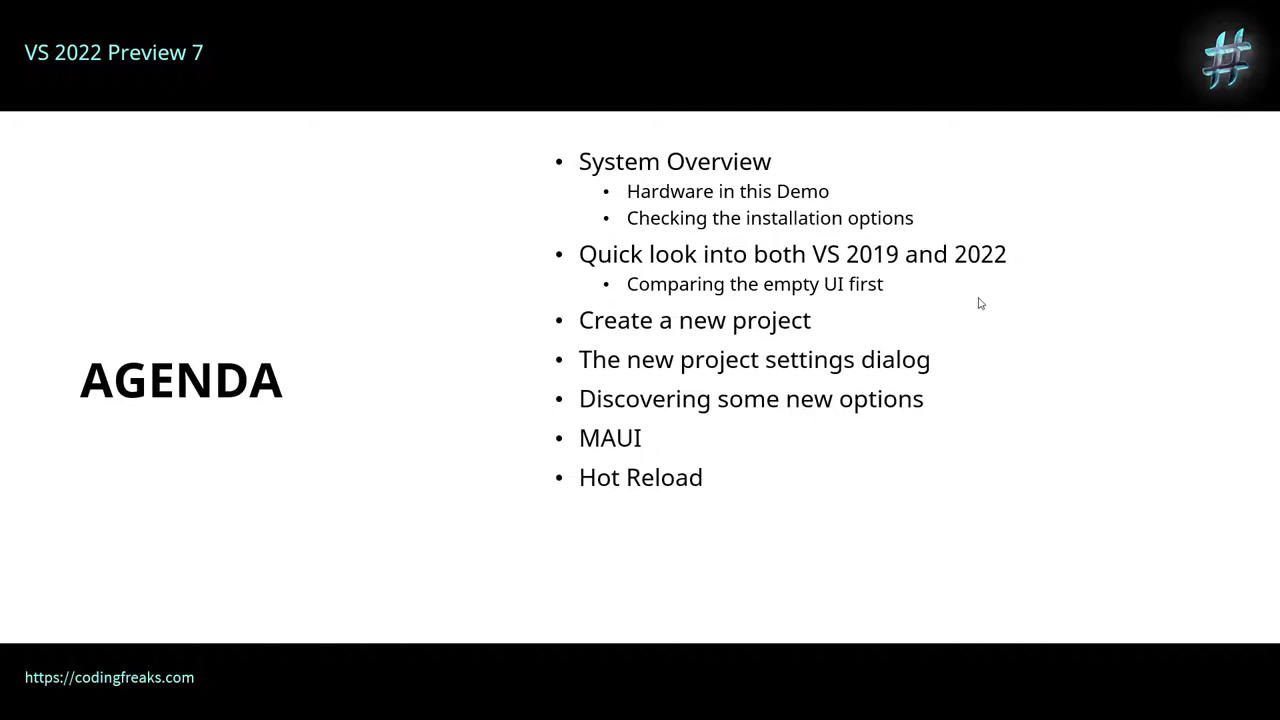 VS 2022 Preview 7
AGENDA
• System Overview
• Hardware in this Demo
• Checking the installation options
• Quick look into both VS 2019 and 2022
• Comparing the empty UI first
• Create a new project
• The new project settings dialog
• Discovering some new options
• MAUI
• Hot Reload
https://codingfreaks.com